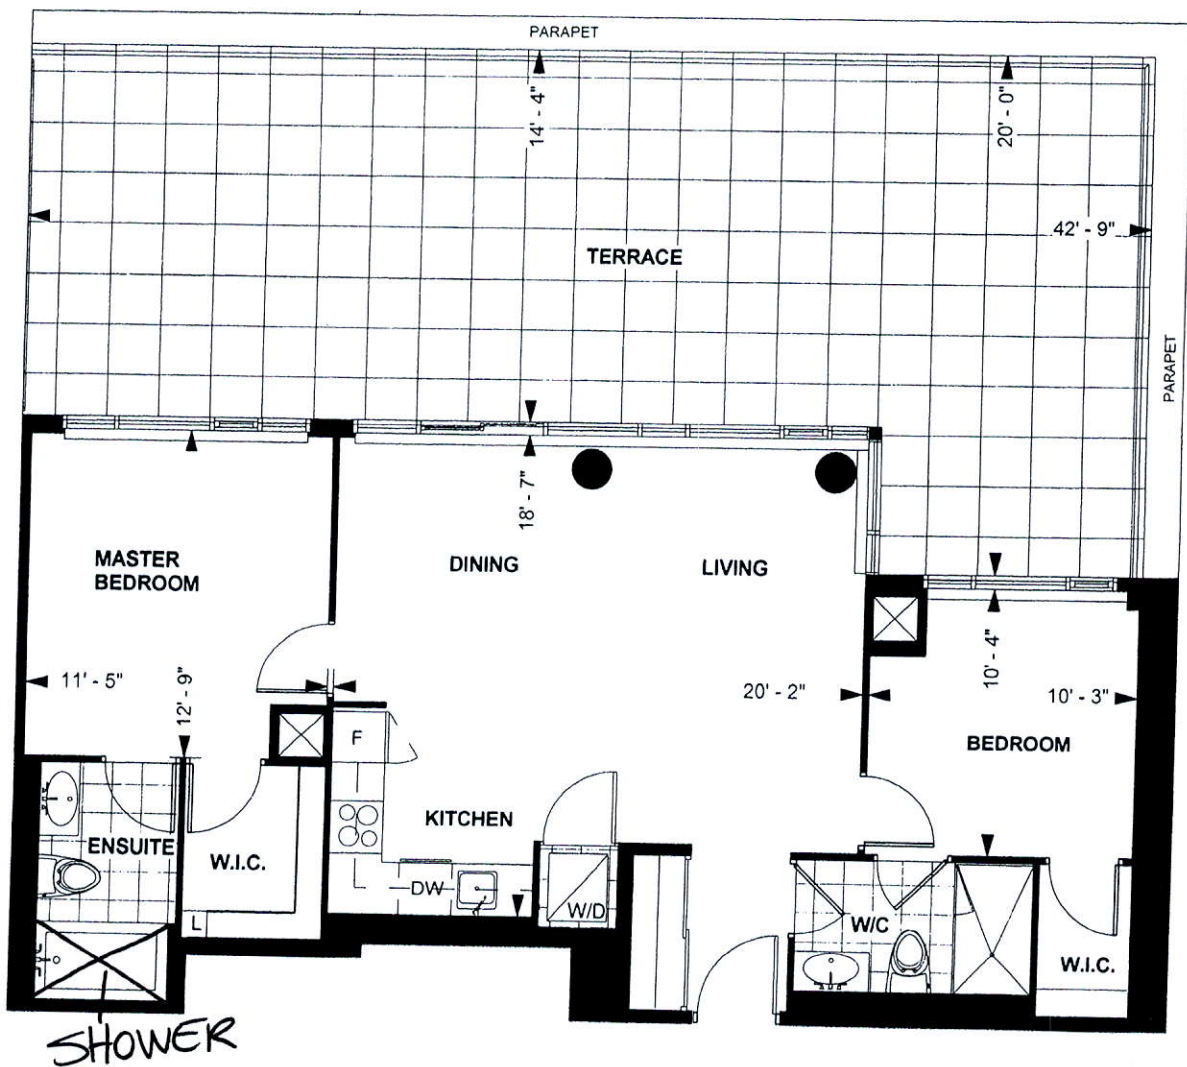 PARAPET
14' - 4"
20' - 0"
42' - 9"
TERRACE
PARAPET
18' - 7"
MASTER
BEDROOM
DINING
LIVING
11' - 5"
12' - 9"
20' - 2"
10' - 4"
10' - 3"
F
BEDROOM
KITCHEN
ENSUITE
W.I.C.
DW
W/D
L
W/C
W.I.C.
SHOWER